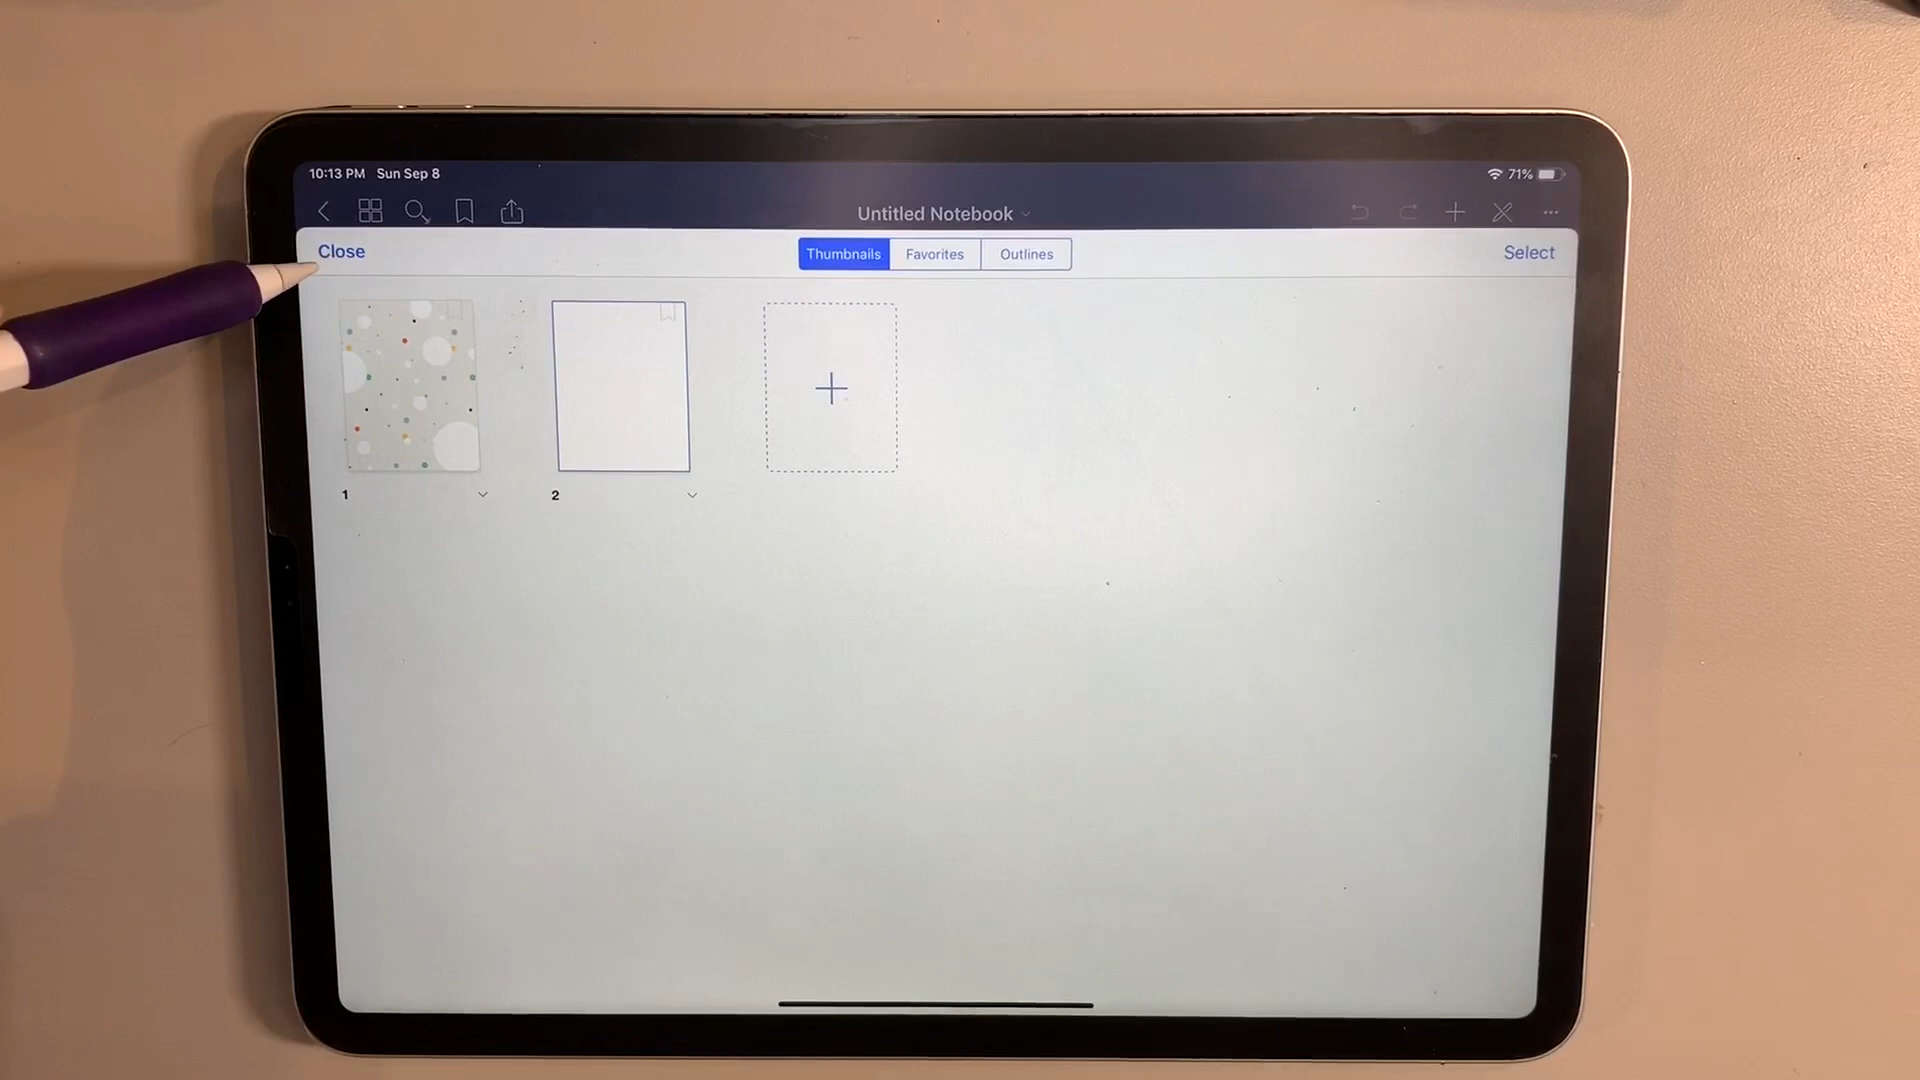 10:13 PM Sun Sep 8
71%
Untitled Notebook
Close
Thumbnails Favorites Outlines
Select
1 2